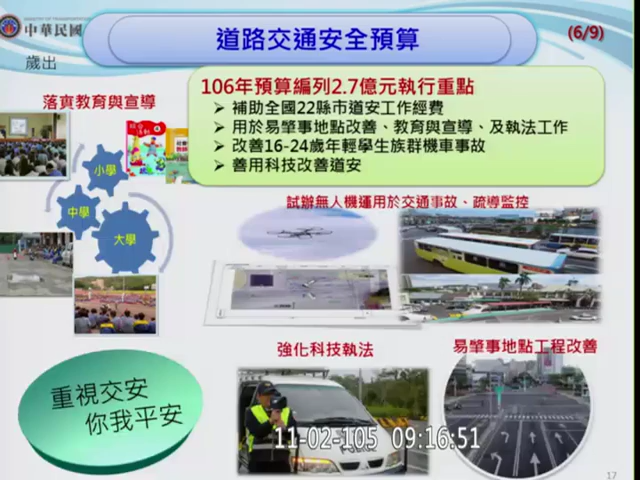 中華民國
道路交通安全預算
(6/9)
歲出
106年預算編列2.7億元執行重點
補助全國22縣市道安工作經費
用於易肇事地點改善、教育與宣導、及執法工作
改善16-24歲年輕學生族群機車事故
善用科技改善道安
落實教育與宣導
小學
中學
大學
試辦無人機運用於交通事故、疏導監控
強化科技執法
易肇事地點工程改善
重視交安
你我平安
11-02-105 09:16:51
17